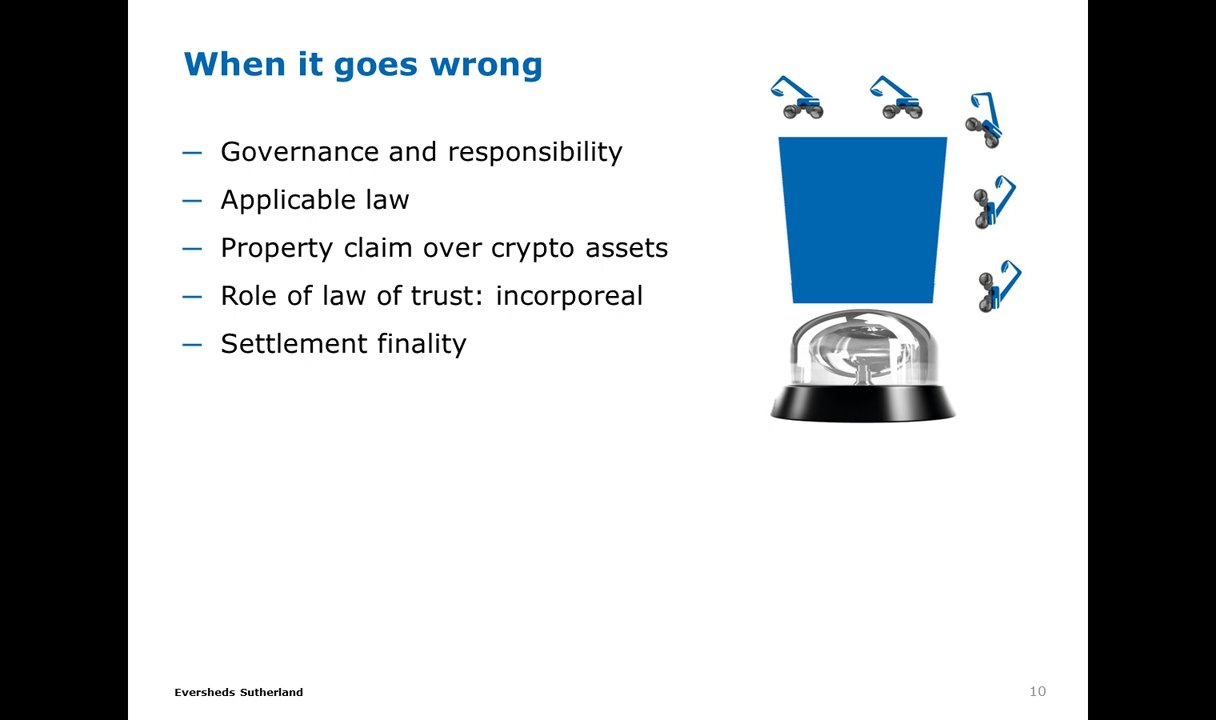 When it goes wrong
— Governance and responsibility
— Applicable law
— Property claim over crypto assets
— Role of law of trust: incorporeal
— Settlement finality
Eversheds Sutherland
10